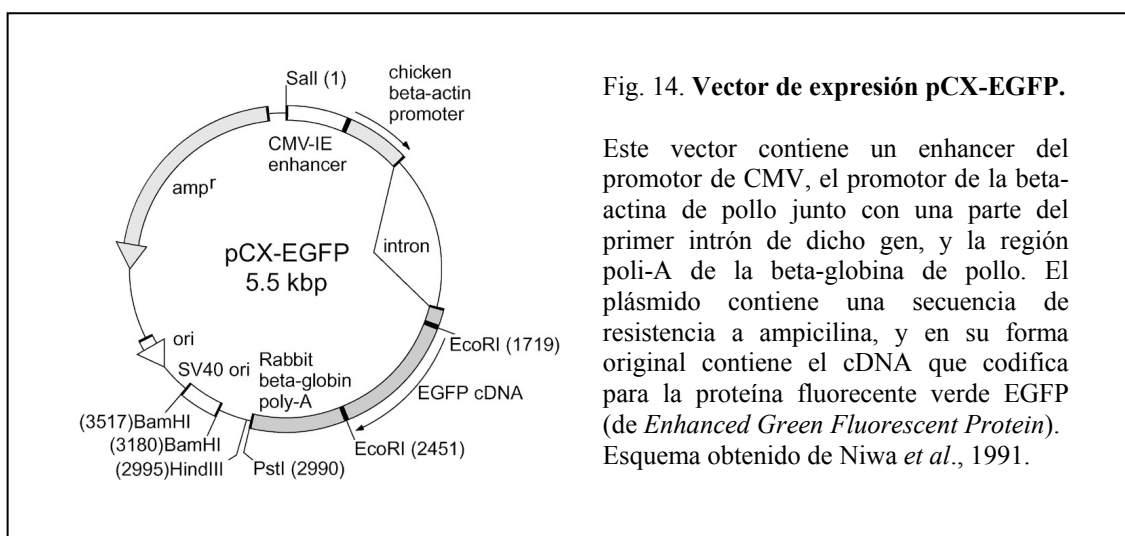 SalI (1)
chicken
beta-actin
promoter
CMV-IE
enhancer
ampr
intron
pCX-EGFP
5.5 kbp
EcoRI (1719)
EGFP cDNA
ori
SV40 ori
Rabbit
beta-globin
poly-A
(3517)BamHI
(3180)BamHI
(2995)HindIII
PstI (2990)
EcoRI (2451)
Fig. 14. Vector de expresión pCX-EGFP.
Este vector contiene un enhancer del
promotor de CMV, el promotor de la beta-
actina de pollo junto con una parte del
primer intrón de dicho gen, y la región
poli-A de la beta-globina de pollo. El
plásmido contiene una secuencia de
resistencia a ampicilina, y en su forma
original contiene el cDNA que codifica
para la proteína fluorecente verde EGFP
(de Enhanced Green Fluorescent Protein).
Esquema obtenido de Niwa et al., 1991.